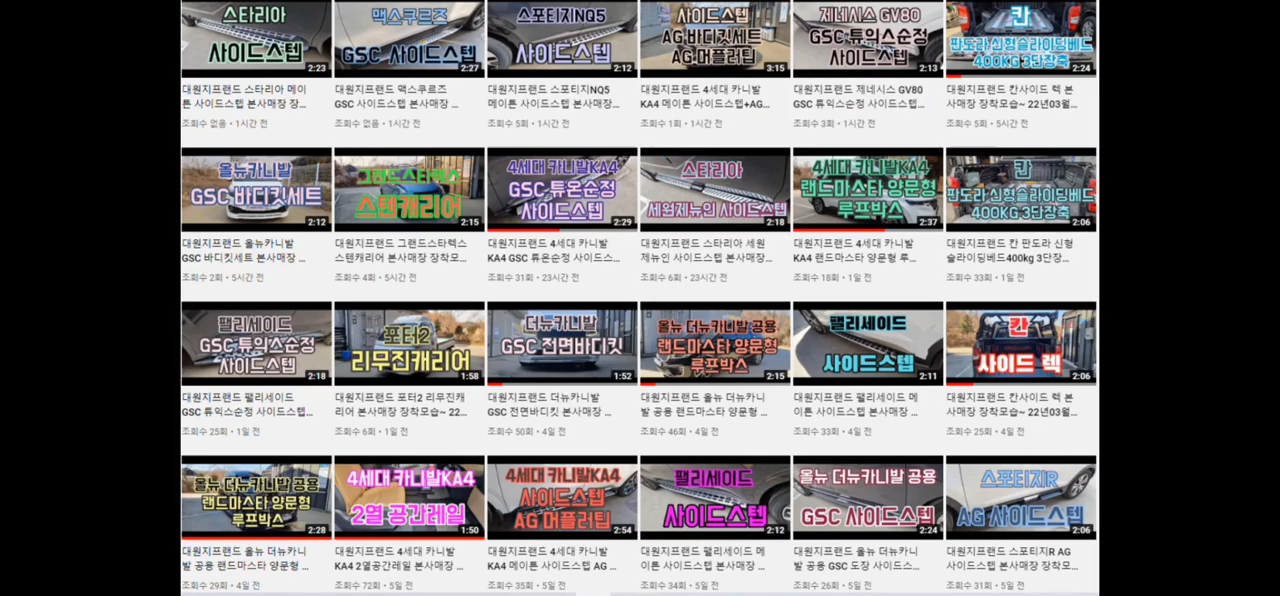 스타리아
사이드스텝
2:23
대원지프랜드 스타리아 메이
튼 사이드스텝 본사매장 장...
조회수 없음 • 1시간 전
맥스쿠르즈
GSC 사이드스텝
2:27
대원지프랜드 맥스쿠르즈
GSC 사이드스텝 본사매장 ...
조회수 없음 • 1시간 전
스포티지NQ5
사이드스텝
2:12
대원지프랜드 스포티지NQ5
메이튼 사이드스텝 본사매장...
조회수 5회 • 1시간 전
사이드스텝
AG 바디킷세트
AG 머플러팁
3:15
대원지프랜드 4세대 카니발
KA4 메이튼 사이드스텝+AG...
조회수 1회 • 1시간 전
제네시스 GV80
GSC 튜익스순정
사이드스텝
2:13
대원지프랜드 제네시스 GV80
GSC 튜익스순정 사이드스텝...
조회수 3회 • 1시간 전
칸
판도라 신형슬라이딩베드
400KG 3단장축
2:24
대원지프랜드 칸사이드 렉 본
사매장 장착모습~ 22년03월...
조회수 5회 • 5시간 전
올뉴카니발
GSC 바디킷세트
2:12
대원지프랜드 올뉴카니발
GSC 바디킷세트 본사매장 ...
조회수 2회 • 5시간 전
그랜드스타렉스
스텐캐리어
2:15
대원지프랜드 그랜드스타렉스
스텐캐리어 본사매장 장착모...
조회수 4회 • 5시간 전
4세대 카니발KA4
GSC 튜온순정
사이드스텝
2:29
대원지프랜드 4세대 카니발
KA4 GSC 튜온순정 사이드스...
조회수 31회 • 23시간 전
스타리아
세원제뉴인 사이드스텝
2:18
대원지프랜드 스타리아 세원
제뉴인 사이드스텝 본사매장...
조회수 6회 • 23시간 전
4세대 카니발KA4
랜드마스타 양문형
루프박스
2:37
대원지프랜드 4세대 카니발
KA4 랜드마스타 양문형 루...
조회수 18회 • 1일 전
칸
판도라 신형슬라이딩베드
400KG 3단장축
2:06
대원지프랜드 칸 판도라 신형
슬라이딩베드400kg 3단장...
조회수 33회 • 1일 전
팰리세이드
GSC 튜익스순정
사이드스텝
2:18
대원지프랜드 팰리세이드
GSC 튜익스순정 사이드스텝...
조회수 25회 • 1일 전
포터2
리무진캐리어
1:58
대원지프랜드 포터2 리무진캐
리어 본사매장 장착모습~ 22...
조회수 6회 • 1일 전
더뉴카니발
GSC 전면바디킷
1:52
대원지프랜드 더뉴카니발
GSC 전면바디킷 본사매장 ...
조회수 50회 • 4일 전
올뉴 더뉴카니발 공용
랜드마스타 양문형
루프박스
2:15
대원지프랜드 올뉴 더뉴카니
발 공용 랜드마스타 양문형 ...
조회수 46회 • 4일 전
팰리세이드
사이드스텝
2:11
대원지프랜드 팰리세이드 메
이튼 사이드스텝 본사매장 ...
조회수 33회 • 4일 전
칸
사이드 렉
2:06
대원지프랜드 칸사이드 렉 본
사매장 장착모습~ 22년03월...
조회수 25회 • 4일 전
올뉴 더뉴카니발 공용
랜드마스타 양문형
루프박스
2:28
대원지프랜드 올뉴 더뉴카니
발 공용 랜드마스타 양문형 ...
조회수 29회 • 4일 전
4세대 카니발KA4
2열 공간레일
1:50
대원지프랜드 4세대 카니발
KA4 2열공간레일 본사매장 ...
조회수 72회 • 5일 전
4세대 카니발KA4
사이드스텝
AG 머플러팁
2:54
대원지프랜드 4세대 카니발
KA4 메이튼 사이드스텝 AG ...
조회수 35회 • 5일 전
팰리세이드
사이드스텝
2:12
대원지프랜드 팰리세이드 메
이튼 사이드스텝 본사매장 ...
조회수 34회 • 5일 전
올뉴 더뉴카니발 공용
GSC 사이드스텝
2:24
대원지프랜드 올뉴 더뉴카니
발 공용 GSC 도장 사이드스...
조회수 26회 • 5일 전
스포티지R
AG 사이드스텝
2:06
대원지프랜드 스포티지R AG
사이드스텝 본사매장 장착모...
조회수 31회 • 5일 전